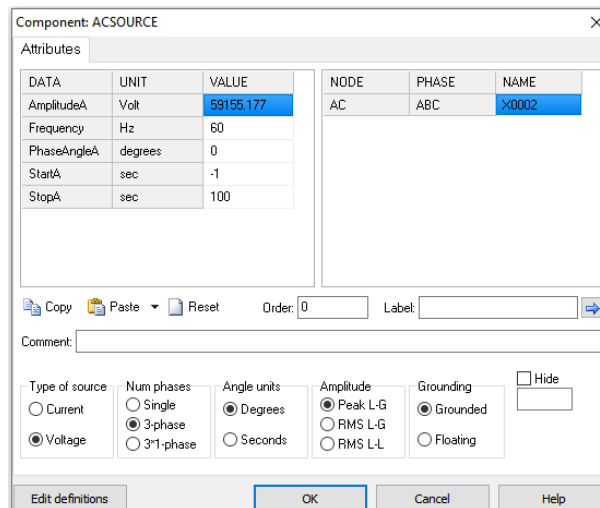 Component: ACSOURCE
Attributes
DATA UNIT VALUE
AmplitudeA Volt 59155.177
Frequency Hz 60
PhaseAngleA degrees 0
StartA sec -1
StopA sec 100
NODE PHASE NAME
AC ABC X0002
Copy Paste Reset Order: 0 Label:
Comment:
Type of source
Current
Voltage
Num phases
Single
3-phase
3*1-phase
Angle units
Degrees
Seconds
Amplitude
Peak L-G
RMS L-G
RMS L-L
Grounding
Grounded
Floating
Hide
Edit definitions OK Cancel Help